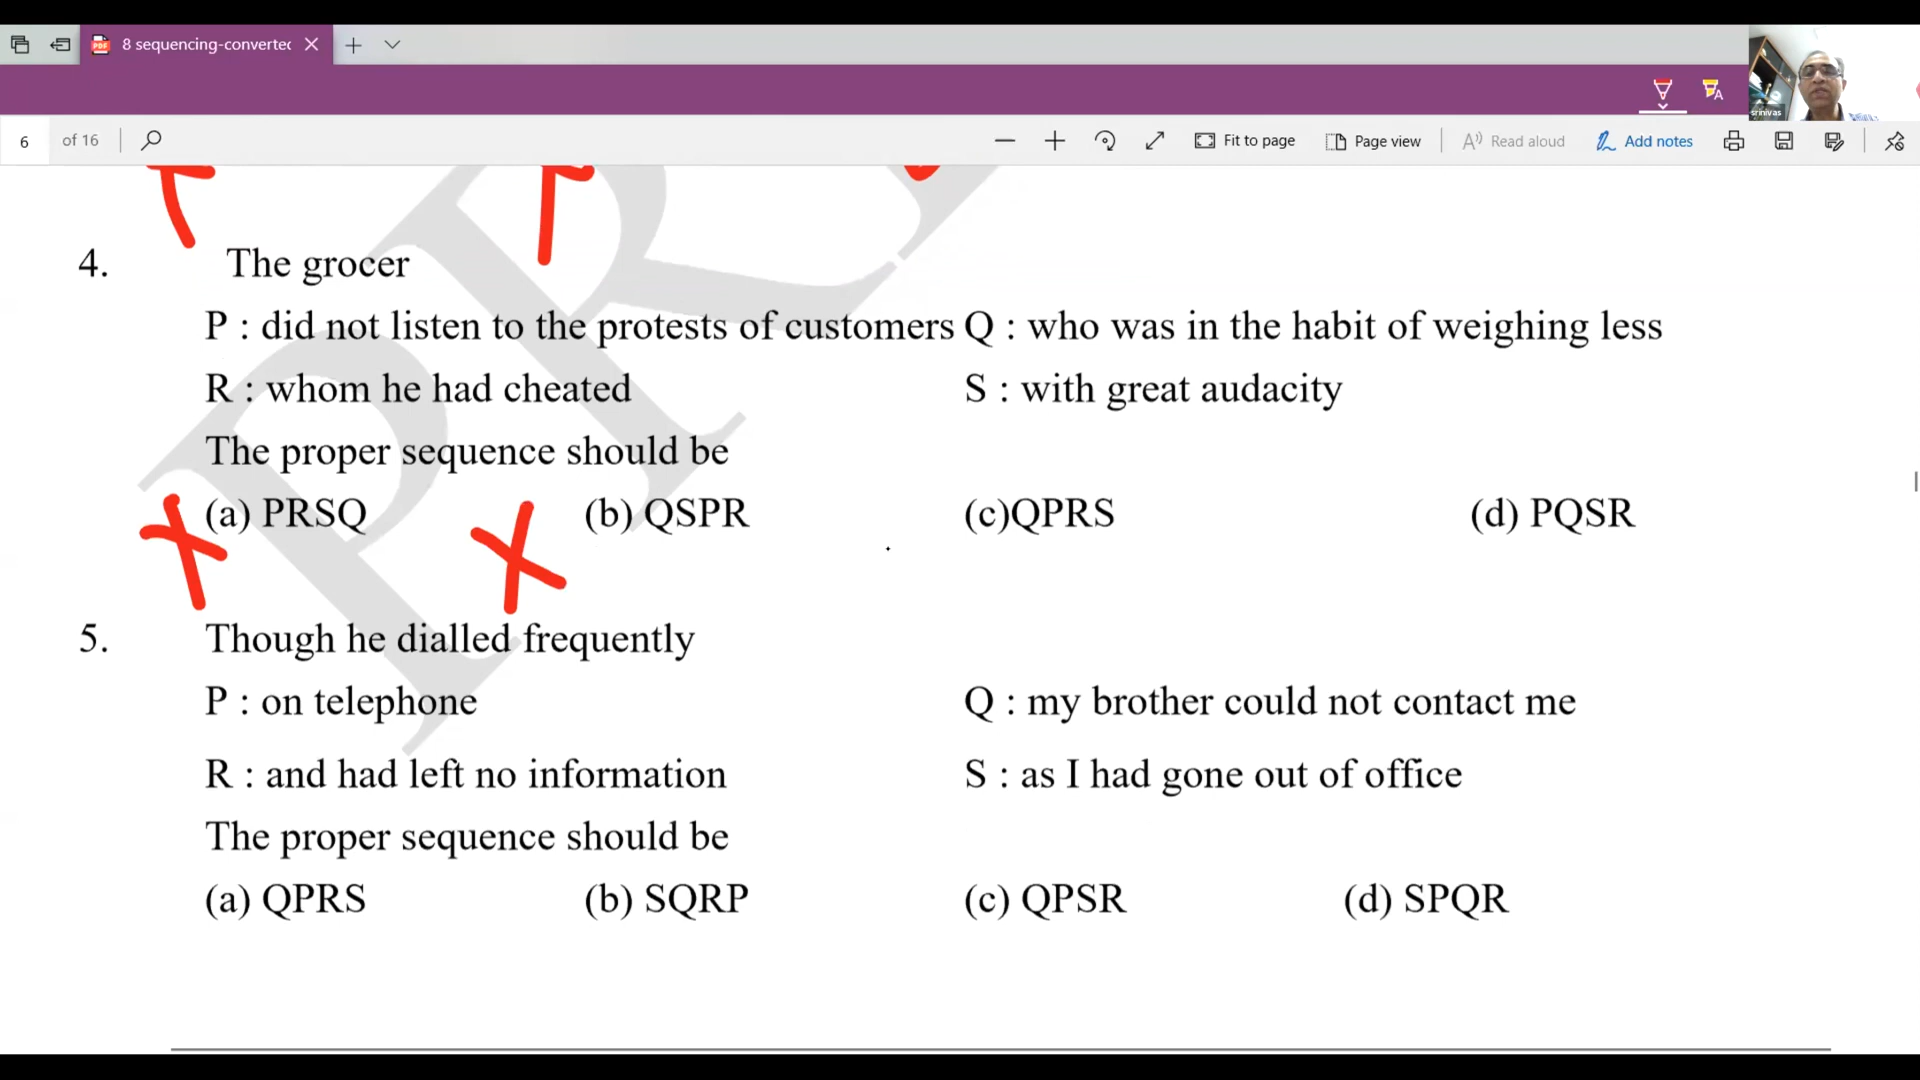 8 sequencing-convertec
6 of 16
Fit to page
Page view
Read aloud
Add notes
srinivas
PRI
4. The grocer
P : did not listen to the protests of customers Q : who was in the habit of weighing less
R : whom he had cheated S : with great audacity
The proper sequence should be
(a) PRSQ (b) QSPR (c)QPRS (d) PQSR
5. Though he dialled frequently
P : on telephone Q : my brother could not contact me
R : and had left no information S : as I had gone out of office
The proper sequence should be
(a) QPRS (b) SQRP (c) QPSR (d) SPQR